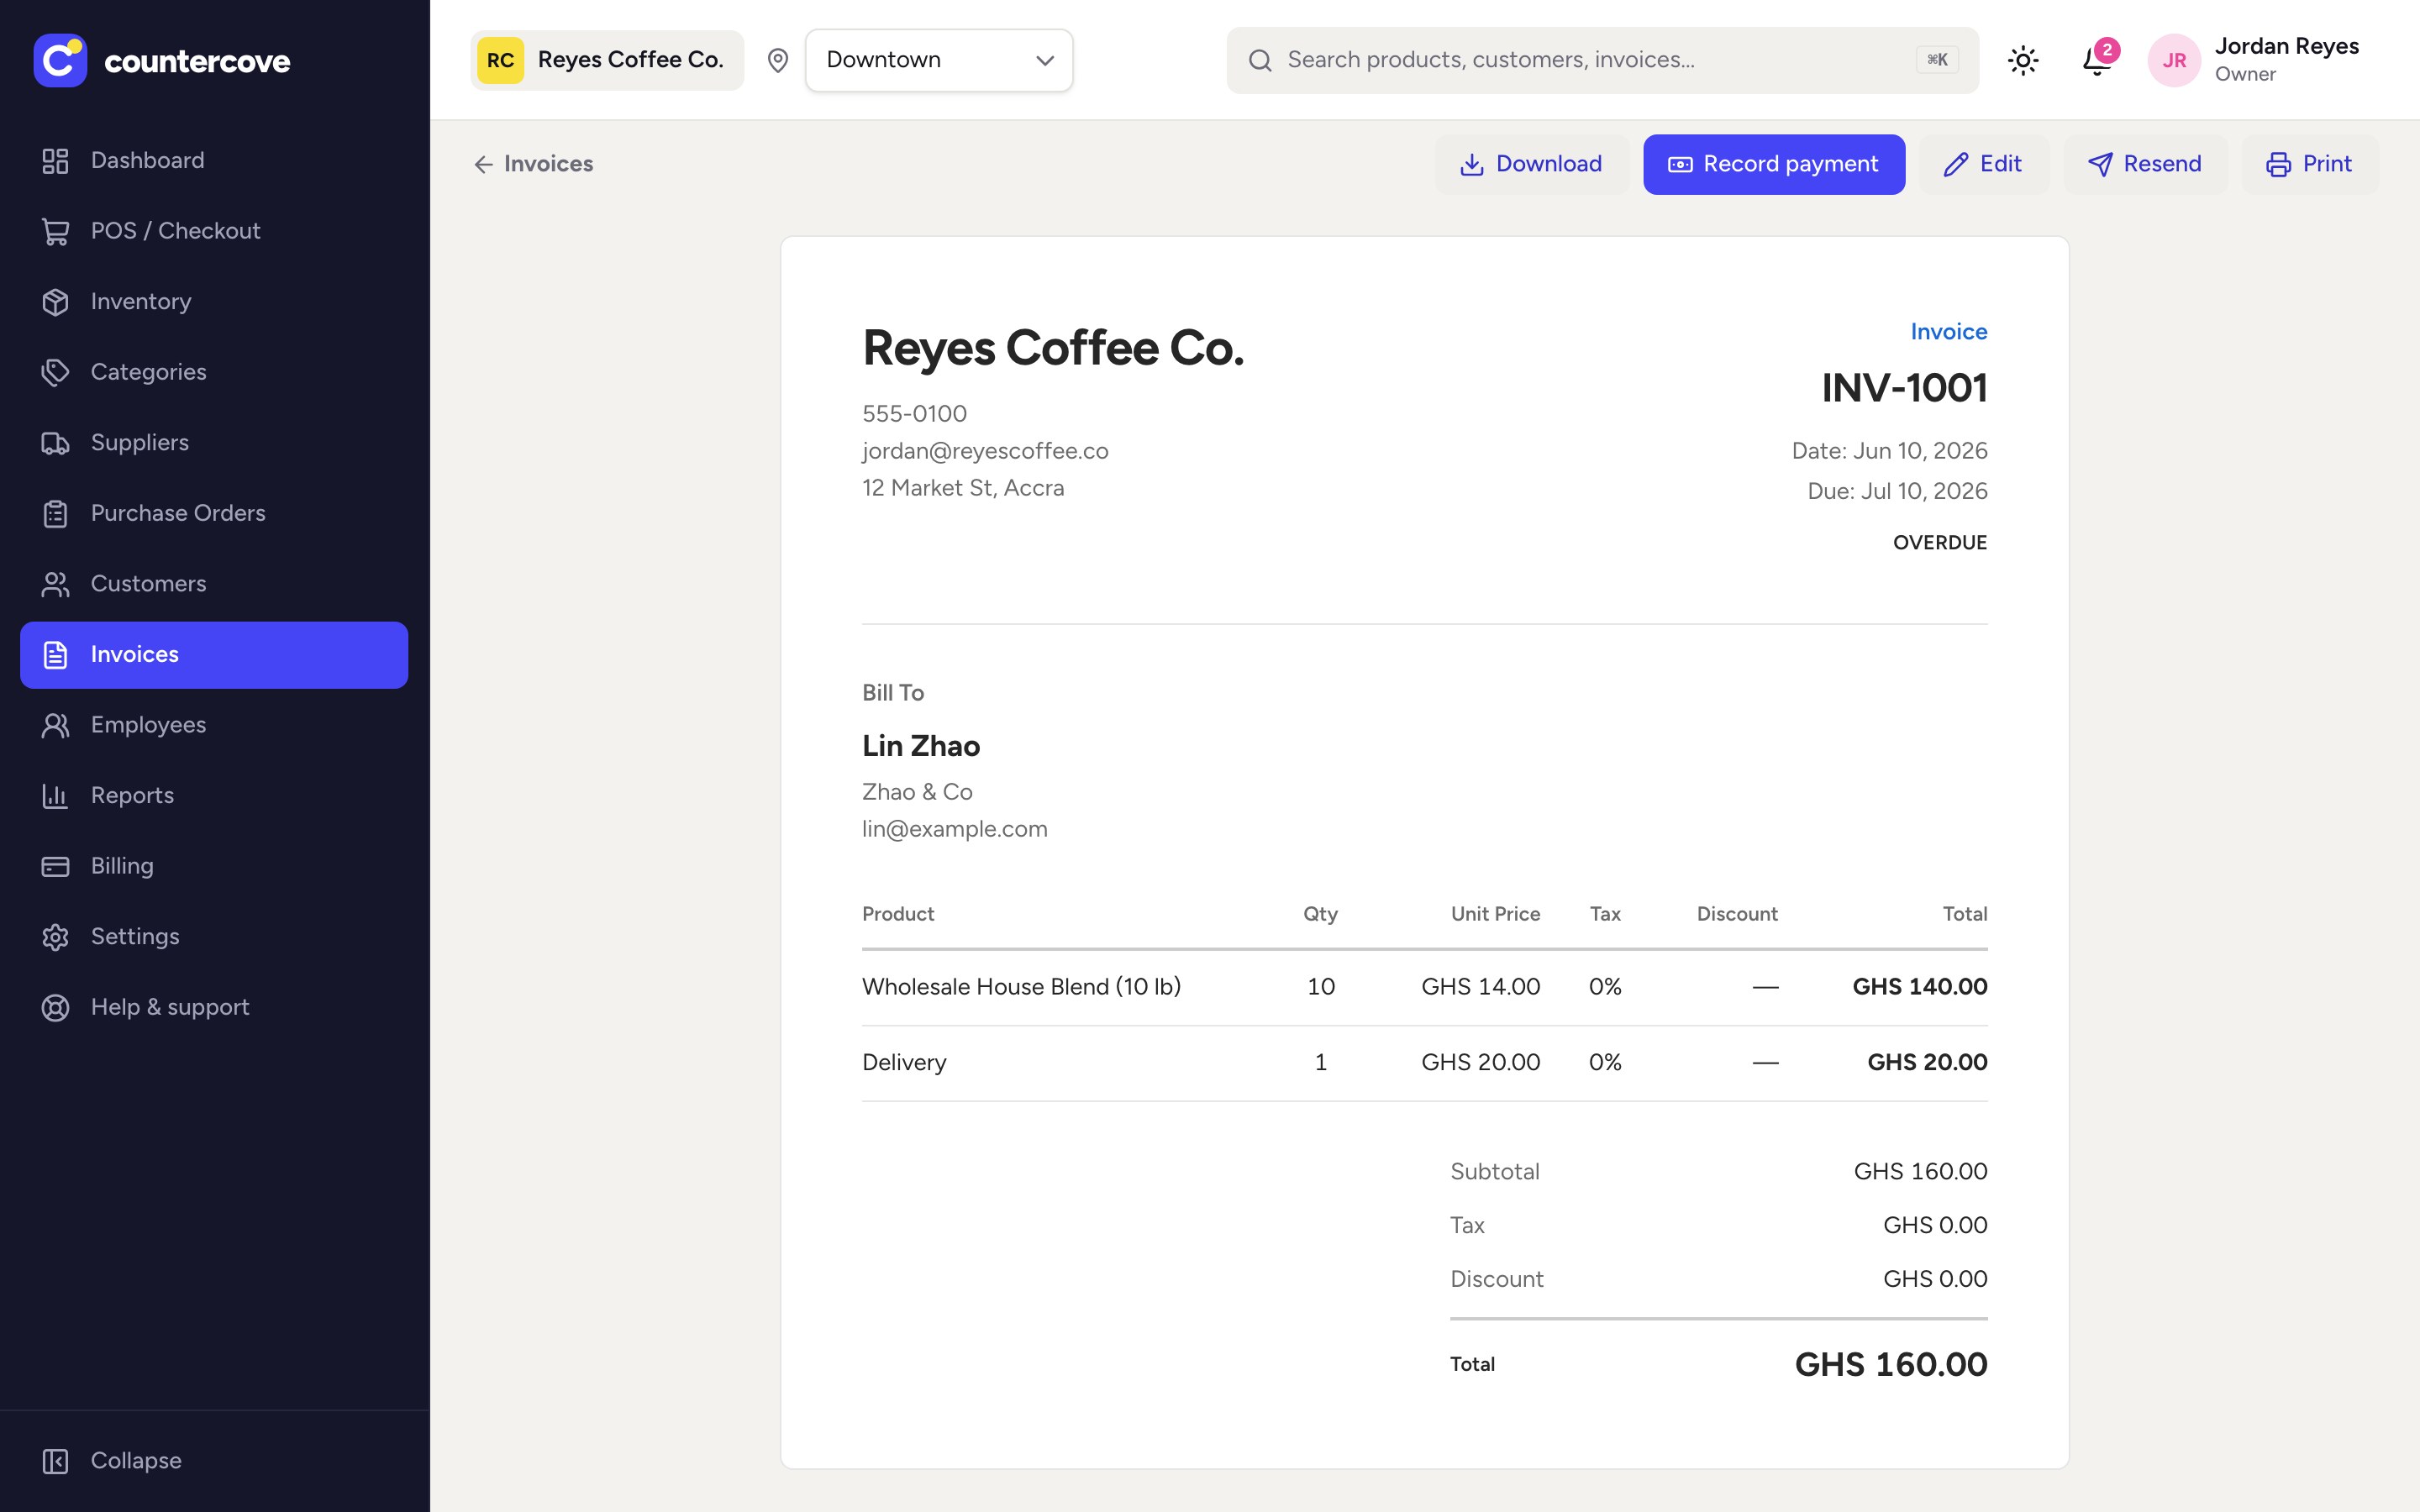 countercove
Dashboard
POS / Checkout
Inventory
Categories
Suppliers
Purchase Orders
Customers
Invoices
Employees
Reports
Billing
Settings
Help & support
Collapse
RC Reyes Coffee Co. Downtown
Search products, customers, invoices... ⌘K
2
JR Jordan Reyes
Owner
Invoices
Download Record payment Edit Resend Print
Reyes Coffee Co.
555-0100
jordan@reyescoffee.co
12 Market St, Accra
Invoice
INV-1001
Date: Jun 10, 2026
Due: Jul 10, 2026
OVERDUE
Bill To
Lin Zhao
Zhao & Co
lin@example.com
Product Qty Unit Price Tax Discount Total
Wholesale House Blend (10 lb) 10 GHS 14.00 0% — GHS 140.00
Delivery 1 GHS 20.00 0% — GHS 20.00
Subtotal GHS 160.00
Tax GHS 0.00
Discount GHS 0.00
Total GHS 160.00